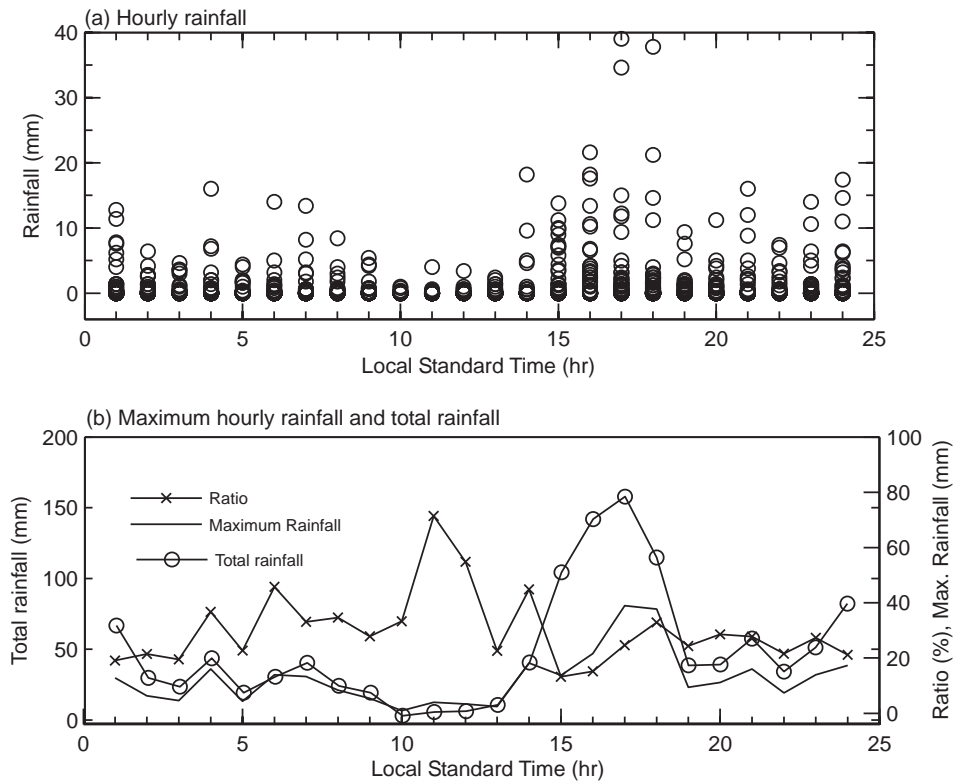 (a) Hourly rainfall
40
30
20
10
0
Rainfall (mm)
0 5 10 15 20 25
Local Standard Time (hr)
(b) Maximum hourly rainfall and total rainfall
200
150
100
50
0
Total rainfall (mm)
Ratio
Maximum Rainfall
Total rainfall
100
80
60
40
20
0
Ratio (%), Max. Rainfall (mm)
0 5 10 15 20 25
Local Standard Time (hr)